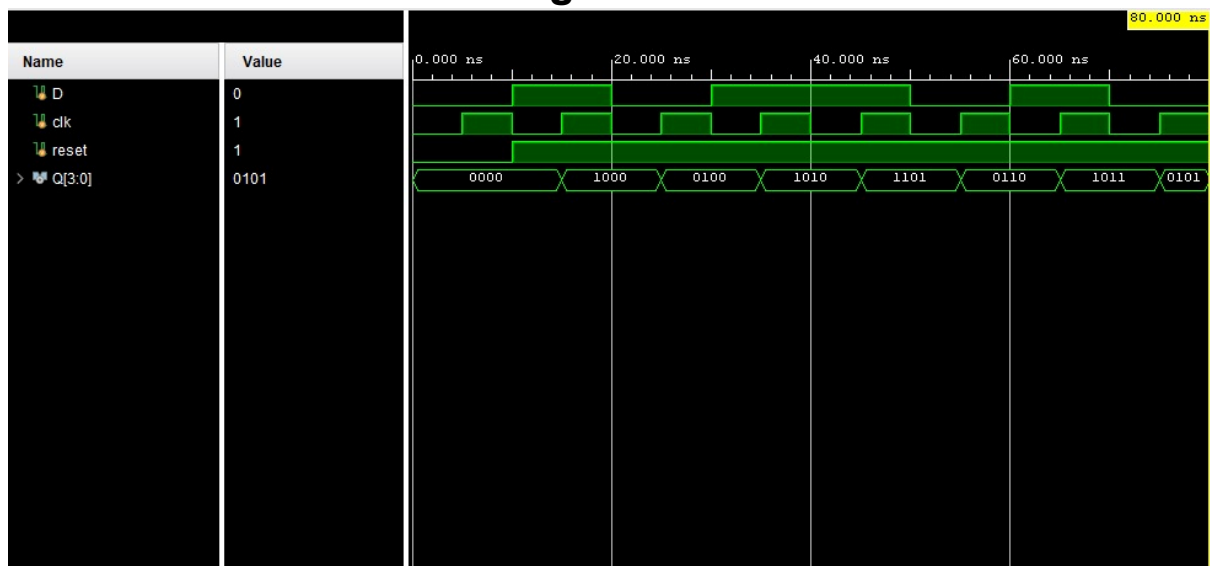 80.000 ns
Name Value
0.000 ns 20.000 ns 40.000 ns 60.000 ns
D 0
clk 1
reset 1
Q[3:0] 0101 0000 1000 0100 1010 1101 0110 1011 0101